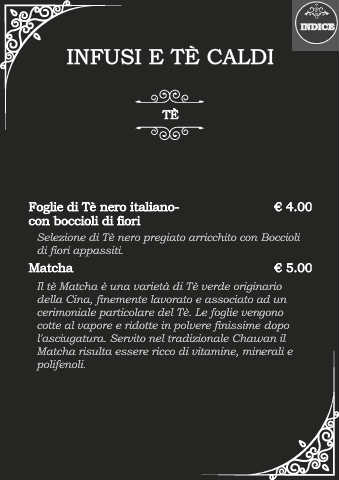 INDICE
INFUSI E TÈ CALDI
TÈ
Foglie di Tè nero italiano- € 4.00
con boccioli di fiori
Selezione di Tè nero pregiato arricchito con Boccioli
di fiori appassiti.
Matcha € 5.00
Il tè Matcha è una varietà di Tè verde originario
della Cina, finemente lavorato e associato ad un
cerimoniale particolare del Tè. Le foglie vengono
cotte al vapore e ridotte in polvere finissime dopo
l'asciugatura. Servito nel tradizionale Chawan il
Matcha risulta essere ricco di vitamine, minerali e
polifenoli.